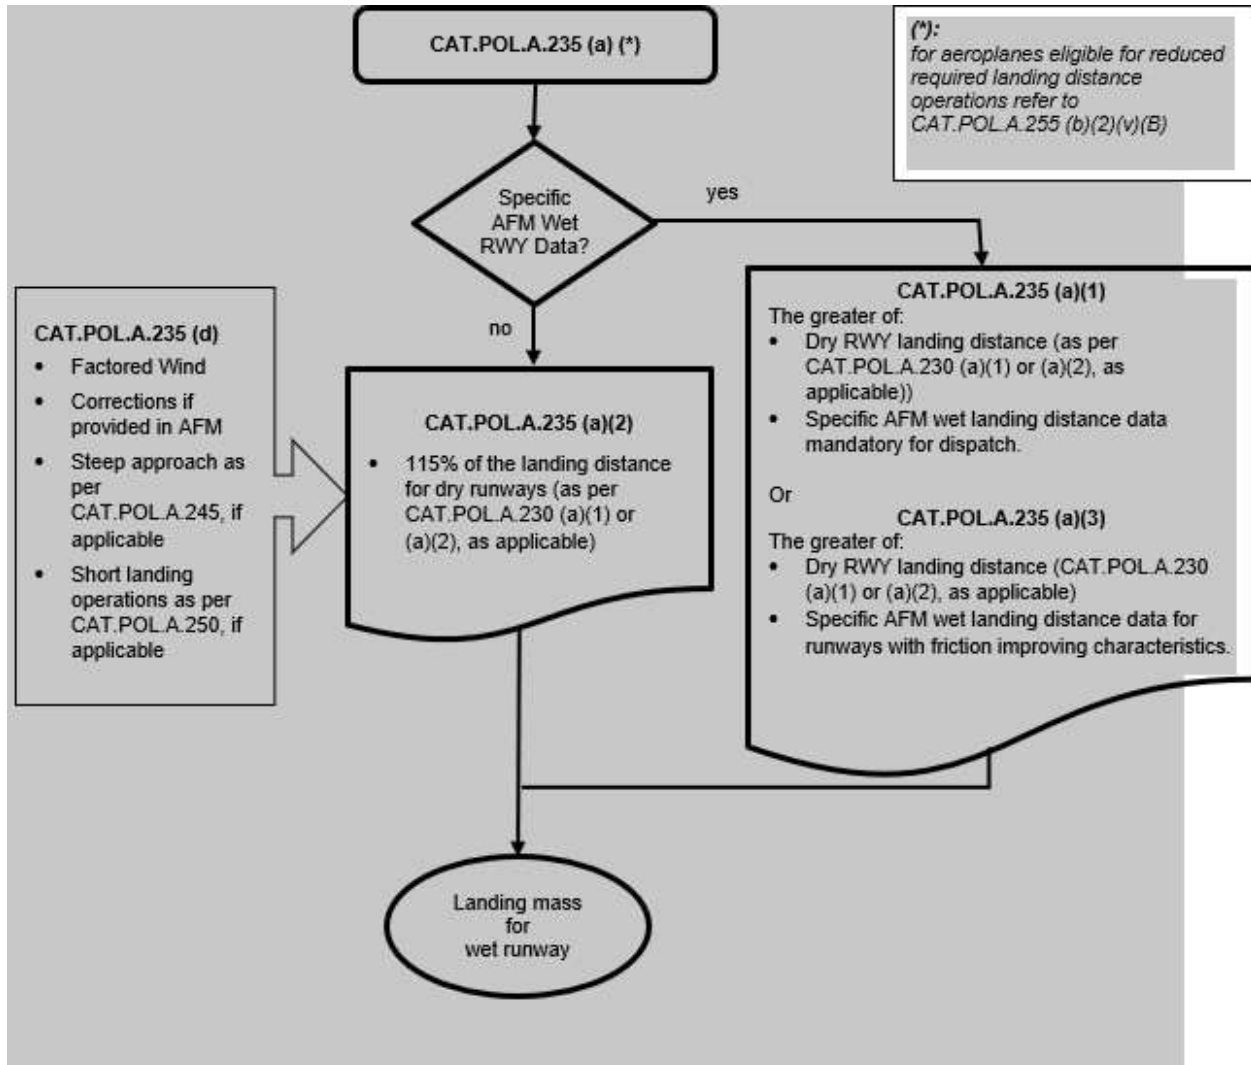 CAT.POL.A.235 (a) (*)
(*):
for aeroplanes eligible for reduced
required landing distance
operations refer to
CAT.POL.A.255 (b)(2)(v)(B)
Specific
AFM Wet
RWY Data?
yes
no
CAT.POL.A.235 (d)
• Factored Wind
• Corrections if
provided in AFM
• Steep approach as
per
CAT.POL.A.245, if
applicable
• Short landing
operations as per
CAT.POL.A.250, if
applicable
CAT.POL.A.235 (a)(2)
• 115% of the landing distance
for dry runways (as per
CAT.POL.A.230 (a)(1) or
(a)(2), as applicable)
CAT.POL.A.235 (a)(1)
The greater of:
• Dry RWY landing distance (as per
CAT.POL.A.230 (a)(1) or (a)(2), as
applicable))
• Specific AFM wet landing distance data
mandatory for dispatch.
Or
CAT.POL.A.235 (a)(3)
The greater of:
• Dry RWY landing distance (CAT.POL.A.230
(a)(1) or (a)(2), as applicable)
• Specific AFM wet landing distance data for
runways with friction improving characteristics.
Landing mass
for
wet runway